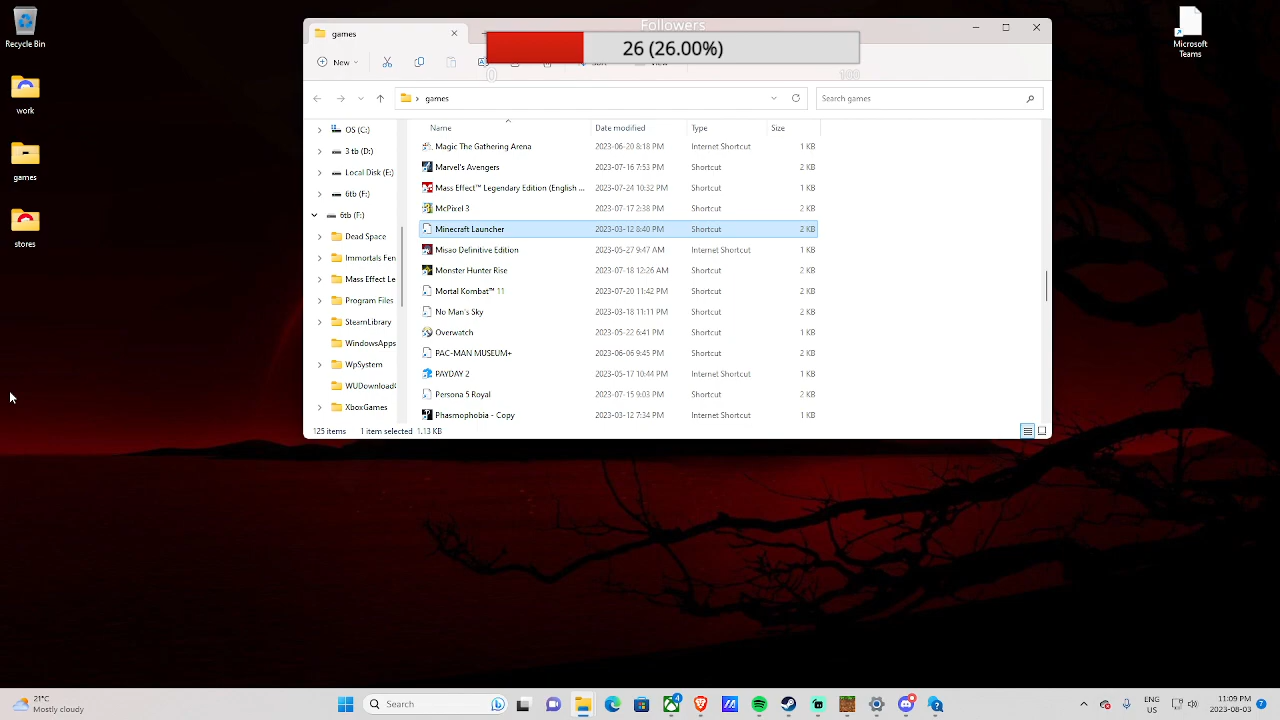 Recycle Bin
work
games
stores
Microsoft
Teams
games
Followers
26 (26.00%)
New
games
Search games
Name
Date modified
Type
Size
OS (C:)
3 tb (D:)
Local Disk (E:)
6tb (F:)
6tb (F:)
Dead Space
Immortals Fen
Mass Effect Le
Program Files
SteamLibrary
WindowsApps
WpSystem
WUDownload
XboxGames
Magic The Gathering Arena 2023-06-20 8:18 PM Internet Shortcut 1 KB
Marvel's Avengers 2023-07-16 7:53 PM Shortcut 2 KB
Mass Effect™ Legendary Edition (English ... 2023-07-24 10:32 PM Shortcut 1 KB
McPixel 3 2023-07-17 2:38 PM Shortcut 2 KB
Minecraft Launcher 2023-03-12 8:40 PM Shortcut 2 KB
Misao Definitive Edition 2023-05-27 9:47 AM Internet Shortcut 1 KB
Monster Hunter Rise 2023-07-18 12:26 AM Shortcut 2 KB
Mortal Kombat™ 11 2023-07-20 11:42 PM Shortcut 2 KB
No Man's Sky 2023-03-18 11:11 PM Shortcut 2 KB
Overwatch 2023-05-22 6:41 PM Shortcut 1 KB
PAC-MAN MUSEUM+ 2023-06-06 9:45 PM Shortcut 2 KB
PAYDAY 2 2023-05-17 10:44 PM Internet Shortcut 1 KB
Persona 5 Royal 2023-07-15 9:03 PM Shortcut 2 KB
Phasmophobia - Copy 2023-03-12 7:34 PM Internet Shortcut 1 KB
125 items 1 item selected 1.13 KB
21°C
Mostly cloudy
Search
4
ENG
US
11:09 PM
2023-08-03